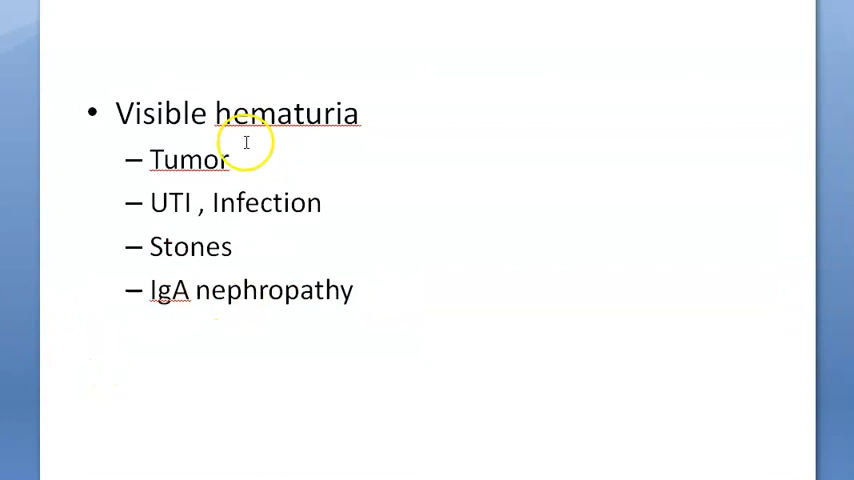 • Visible hematuria
– Tumor
– UTI , Infection
– Stones
– IgA nephropathy